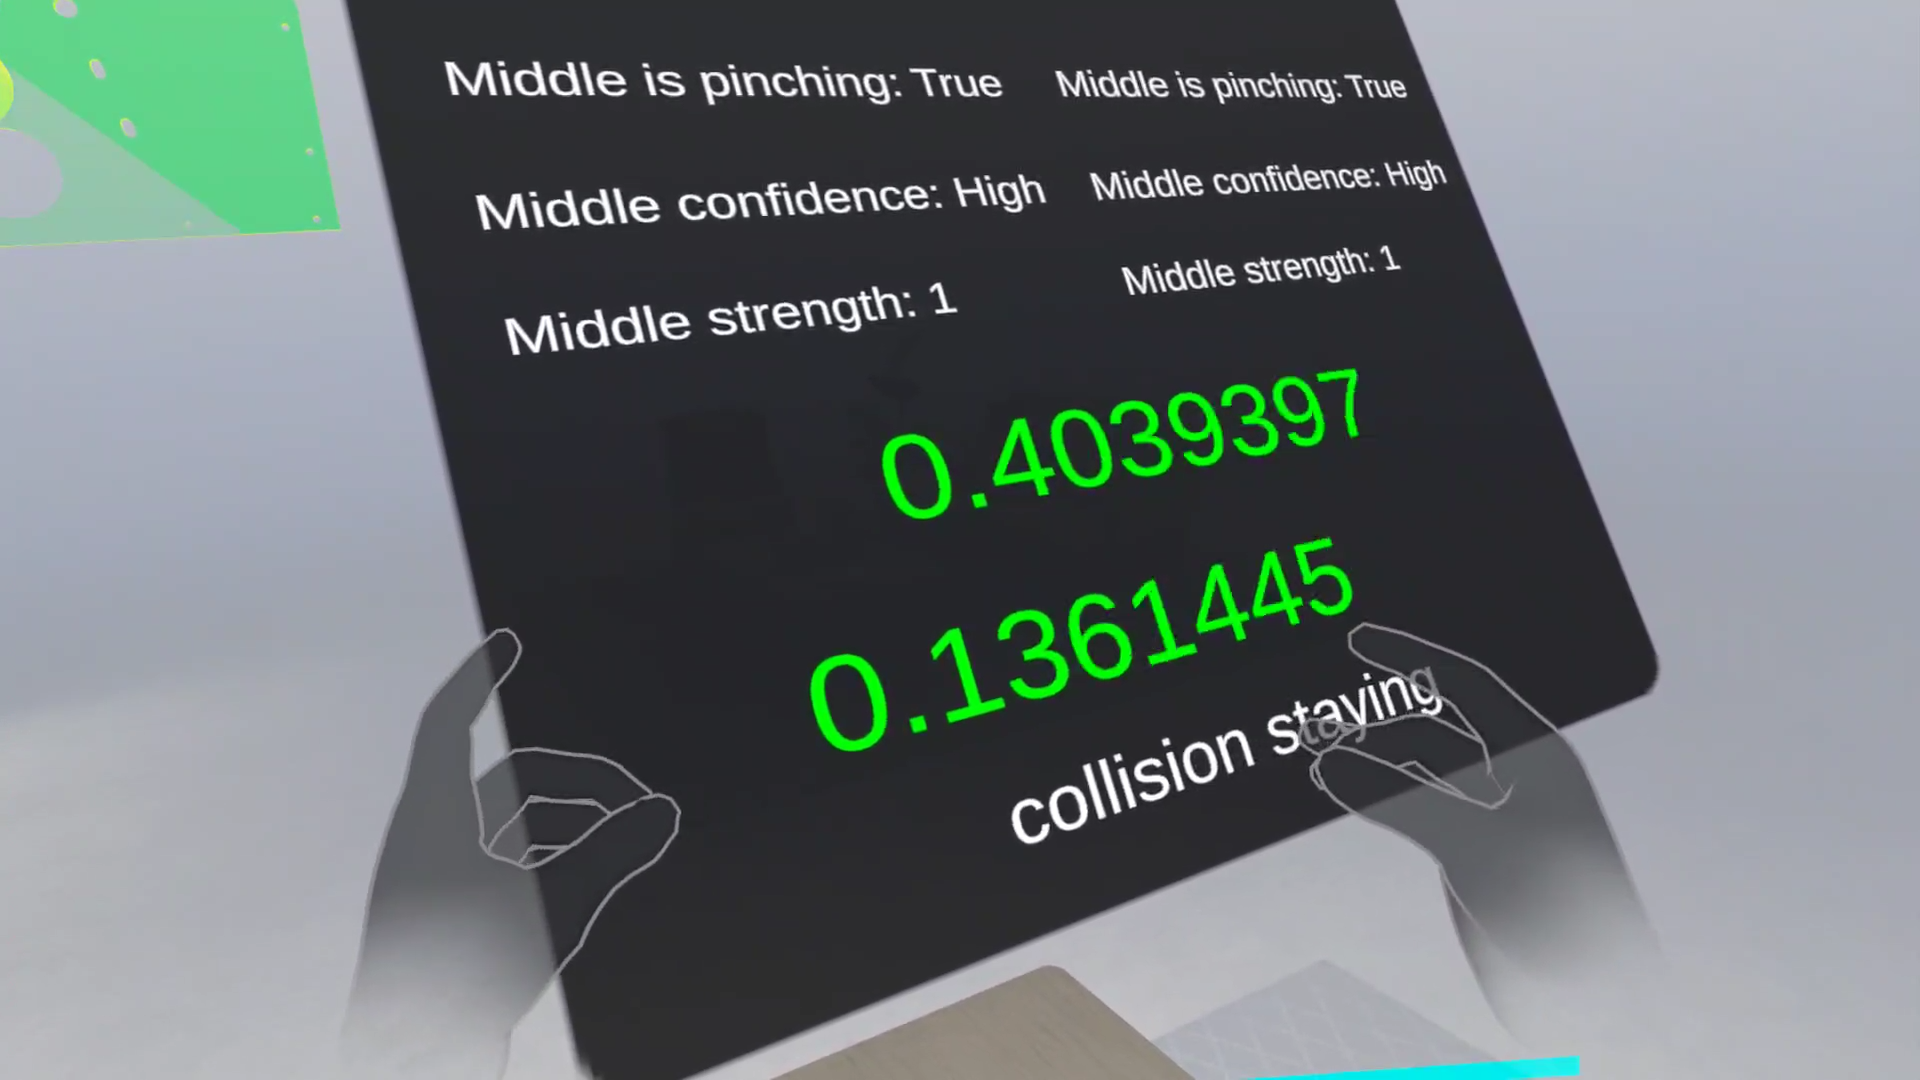 Middle is pinching: True Middle is pinching: True
Middle confidence: High Middle confidence: High
Middle strength: 1 Middle strength: 1
0.4039397
0.1361445
collision staying